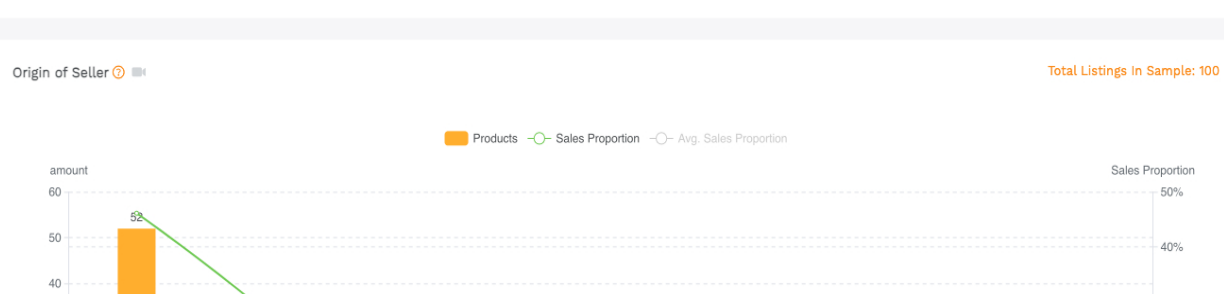 Origin of Seller
Total Listings In Sample: 100
Products Sales Proportion Avg. Sales Proportion
amount
Sales Proportion
60
50%
52
50
40%
40